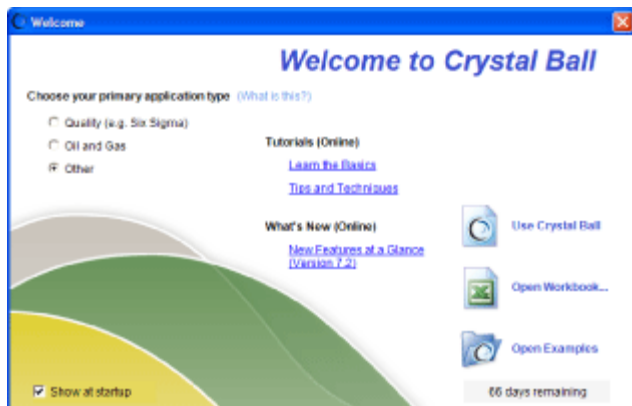 Welcome
Welcome to Crystal Ball
Choose your primary application type (What is this?)
Quality (e.g. Six Sigma)
Oil and Gas
Other
Tutorials (Online)
Learn the Basics
Tips and Techniques
What's New (Online)
New Features at a Glance
(Version 7.2)
Use Crystal Ball
Open Workbook...
Open Examples
Show at startup
66 days remaining